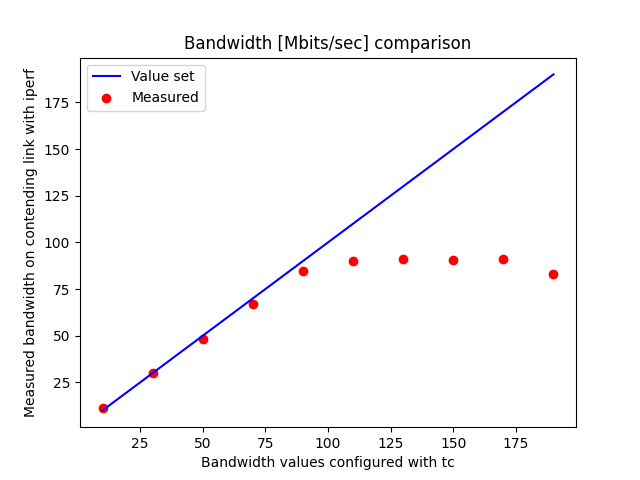 Bandwidth [Mbits/sec] comparison
Value set
Measured
Measured bandwidth on contending link with iperf
175
150
125
100
75
50
25
25 50 75 100 125 150 175
Bandwidth values configured with tc